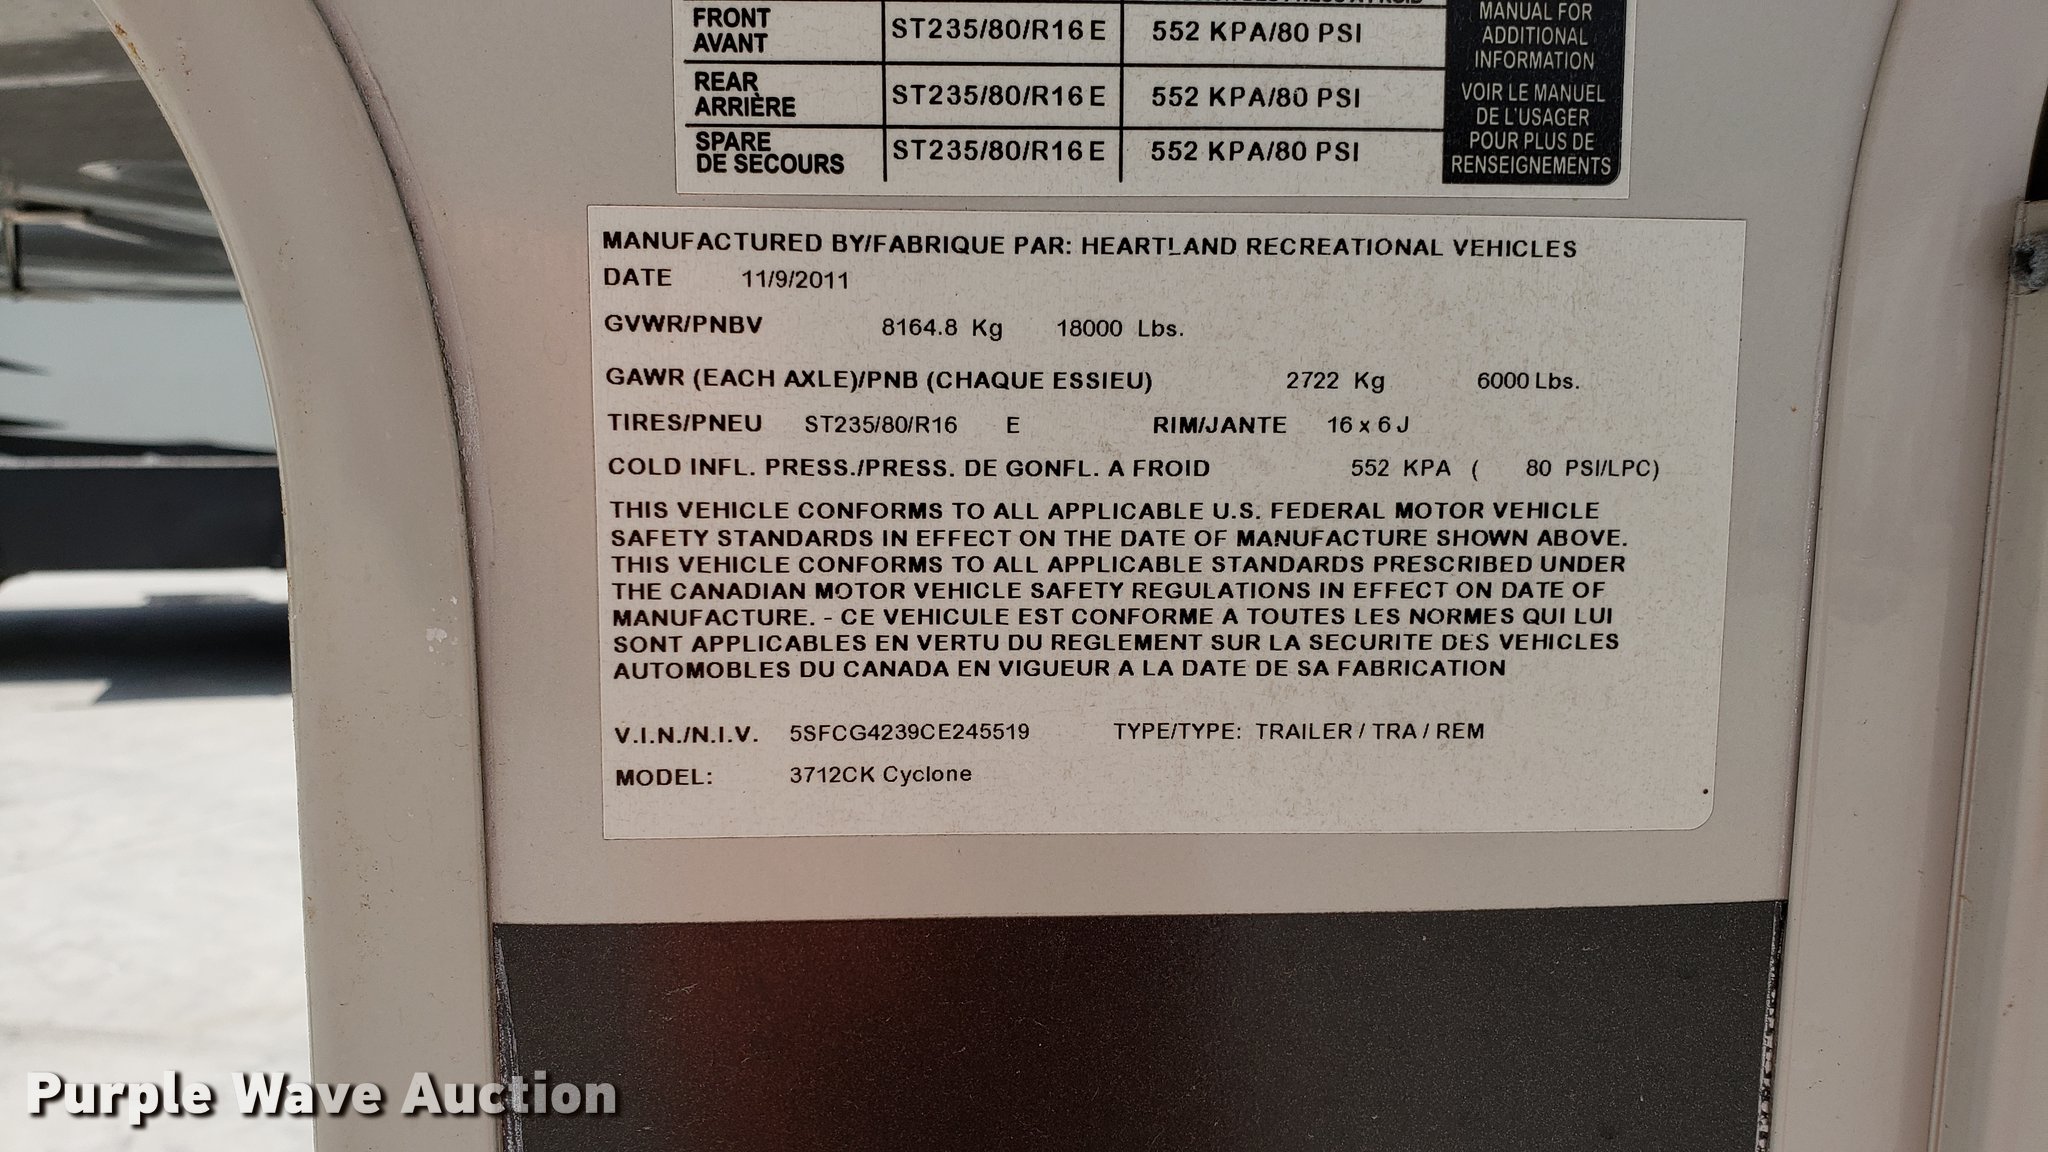 FRONT
AVANT
ST235/80/R16 E
552 KPA/80 PSI
REAR
ARRIÈRE
ST235/80/R16 E
552 KPA/80 PSI
SPARE
DE SECOURS
ST235/80/R16 E
552 KPA/80 PSI
MANUAL FOR
ADDITIONAL
INFORMATION
VOIR LE MANUEL
DE L'USAGER
POUR PLUS DE
RENSEIGNEMENTS
MANUFACTURED BY/FABRIQUE PAR: HEARTLAND RECREATIONAL VEHICLES
DATE 11/9/2011
GVWR/PNBV 8164.8 Kg 18000 Lbs.
GAWR (EACH AXLE)/PNB (CHAQUE ESSIEU) 2722 Kg 6000 Lbs.
TIRES/PNEU ST235/80/R16 E RIM/JANTE 16 x 6 J
COLD INFL. PRESS./PRESS. DE GONFL. A FROID 552 KPA ( 80 PSI/LPC)
THIS VEHICLE CONFORMS TO ALL APPLICABLE U.S. FEDERAL MOTOR VEHICLE
SAFETY STANDARDS IN EFFECT ON THE DATE OF MANUFACTURE SHOWN ABOVE.
THIS VEHICLE CONFORMS TO ALL APPLICABLE STANDARDS PRESCRIBED UNDER
THE CANADIAN MOTOR VEHICLE SAFETY REGULATIONS IN EFFECT ON DATE OF
MANUFACTURE. - CE VEHICULE EST CONFORME A TOUTES LES NORMES QUI LUI
SONT APPLICABLES EN VERTU DU REGLEMENT SUR LA SECURITE DES VEHICLES
AUTOMOBLES DU CANADA EN VIGUEUR A LA DATE DE SA FABRICATION
V.I.N./N.I.V. 5SFCG4239CE245519 TYPE/TYPE: TRAILER / TRA / REM
MODEL: 3712CK Cyclone
Purple Wave Auction